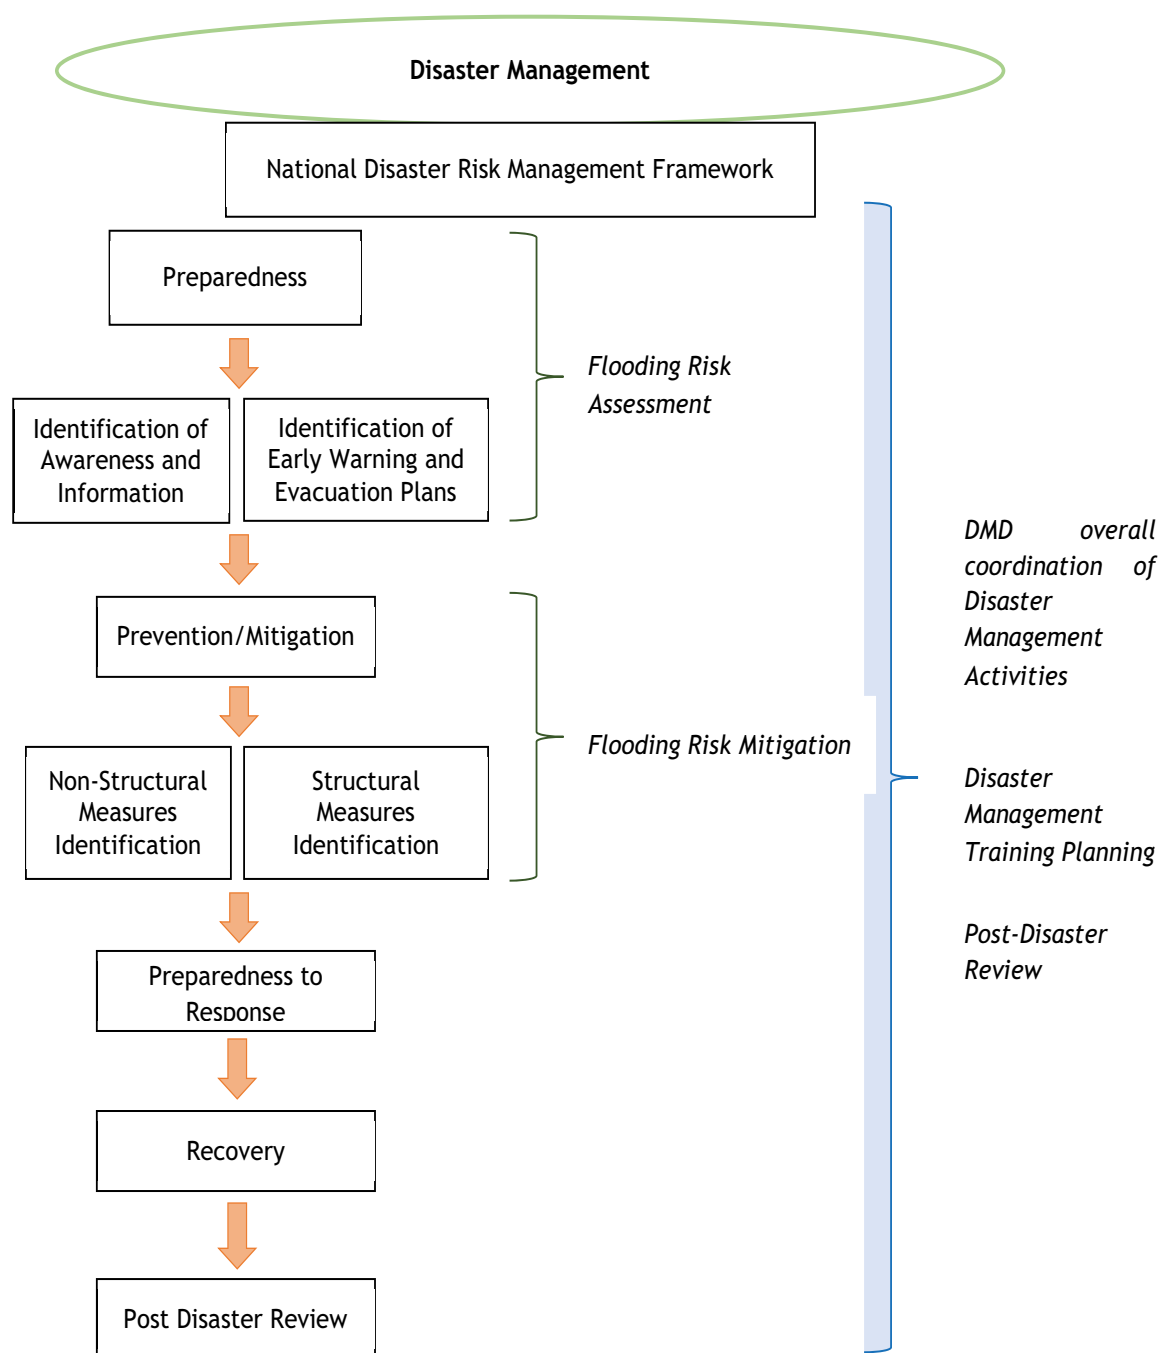 Disaster Management
National Disaster Risk Management Framework
Preparedness
Flooding Risk
Assessment
Identification of
Awareness and
Information
Identification of
Early Warning and
Evacuation Plans
Prevention/Mitigation
Flooding Risk Mitigation
Non-Structural
Measures
Identification
Structural
Measures
Identification
Preparedness to
Response
Recovery
Post Disaster Review
DMD overall
coordination of
Disaster
Management
Activities
Disaster
Management
Training Planning
Post-Disaster
Review